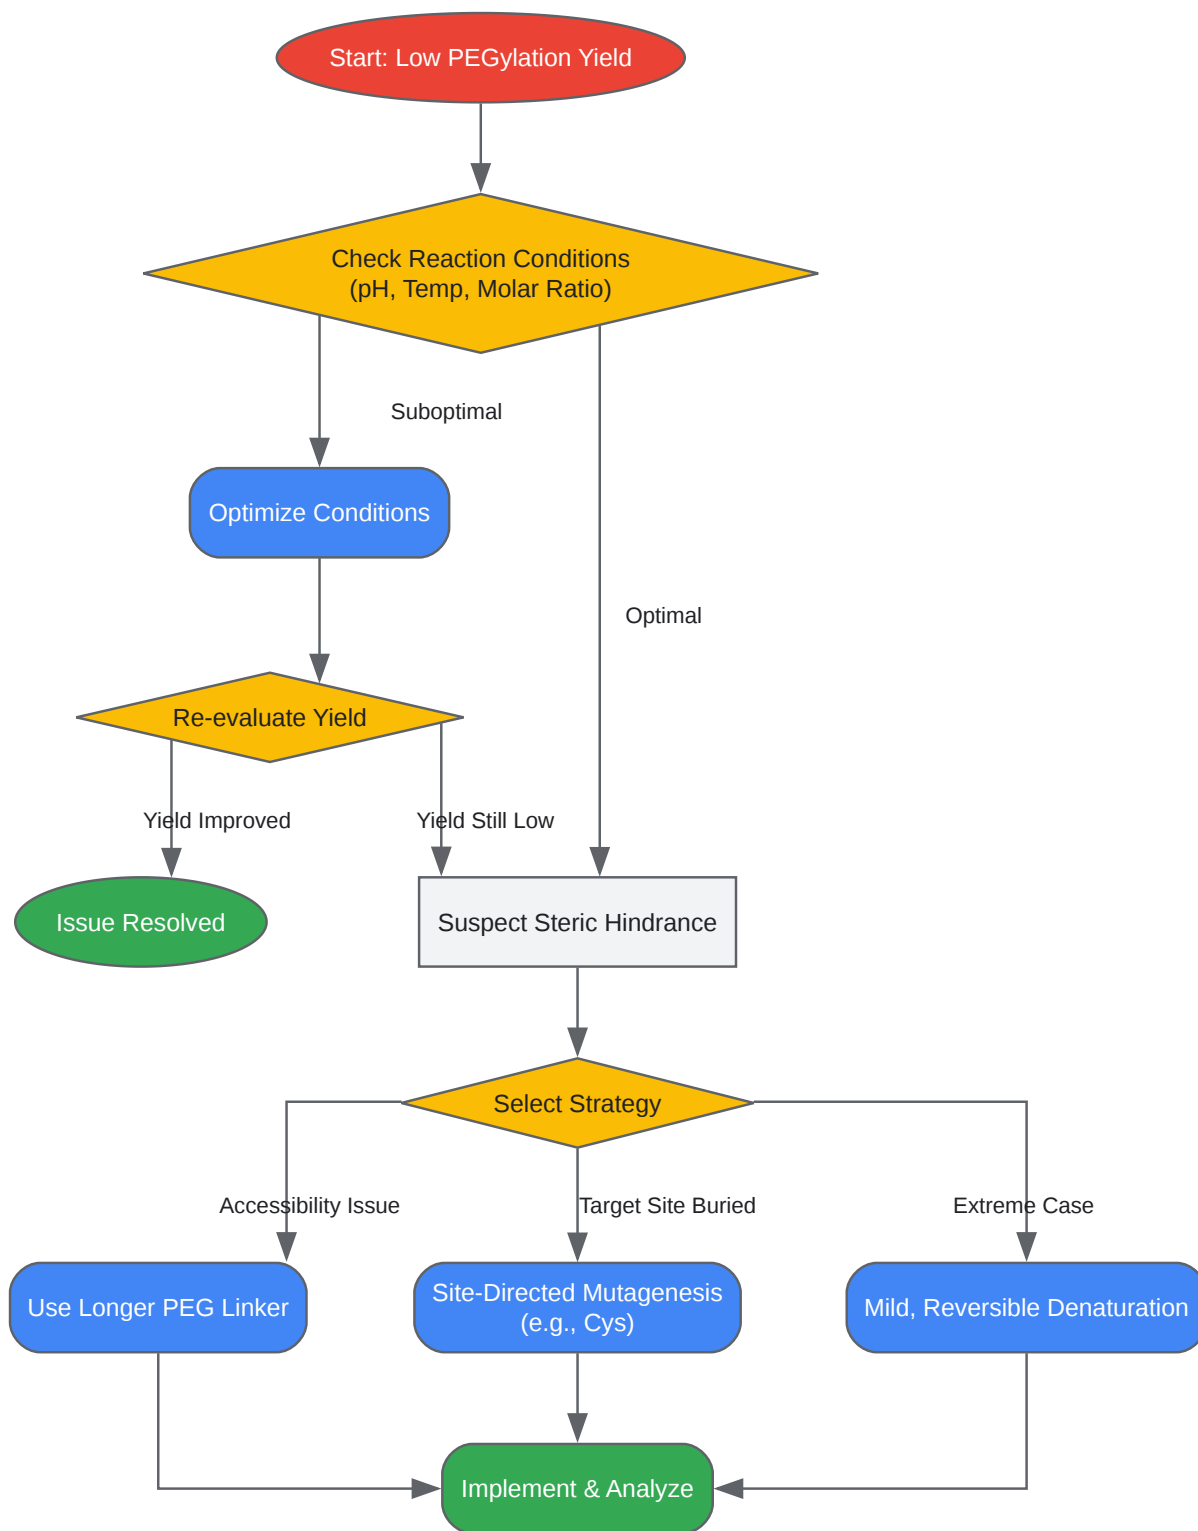 Start: Low PEGylation Yield
Check Reaction Conditions
(pH, Temp, Molar Ratio)
Suboptimal
Optimize Conditions
Optimal
Re-evaluate Yield
Yield Improved
Yield Still Low
Issue Resolved
Suspect Steric Hindrance
Select Strategy
Accessibility Issue
Target Site Buried
Extreme Case
Use Longer PEG Linker
Site-Directed Mutagenesis
(e.g., Cys)
Mild, Reversible Denaturation
Implement & Analyze